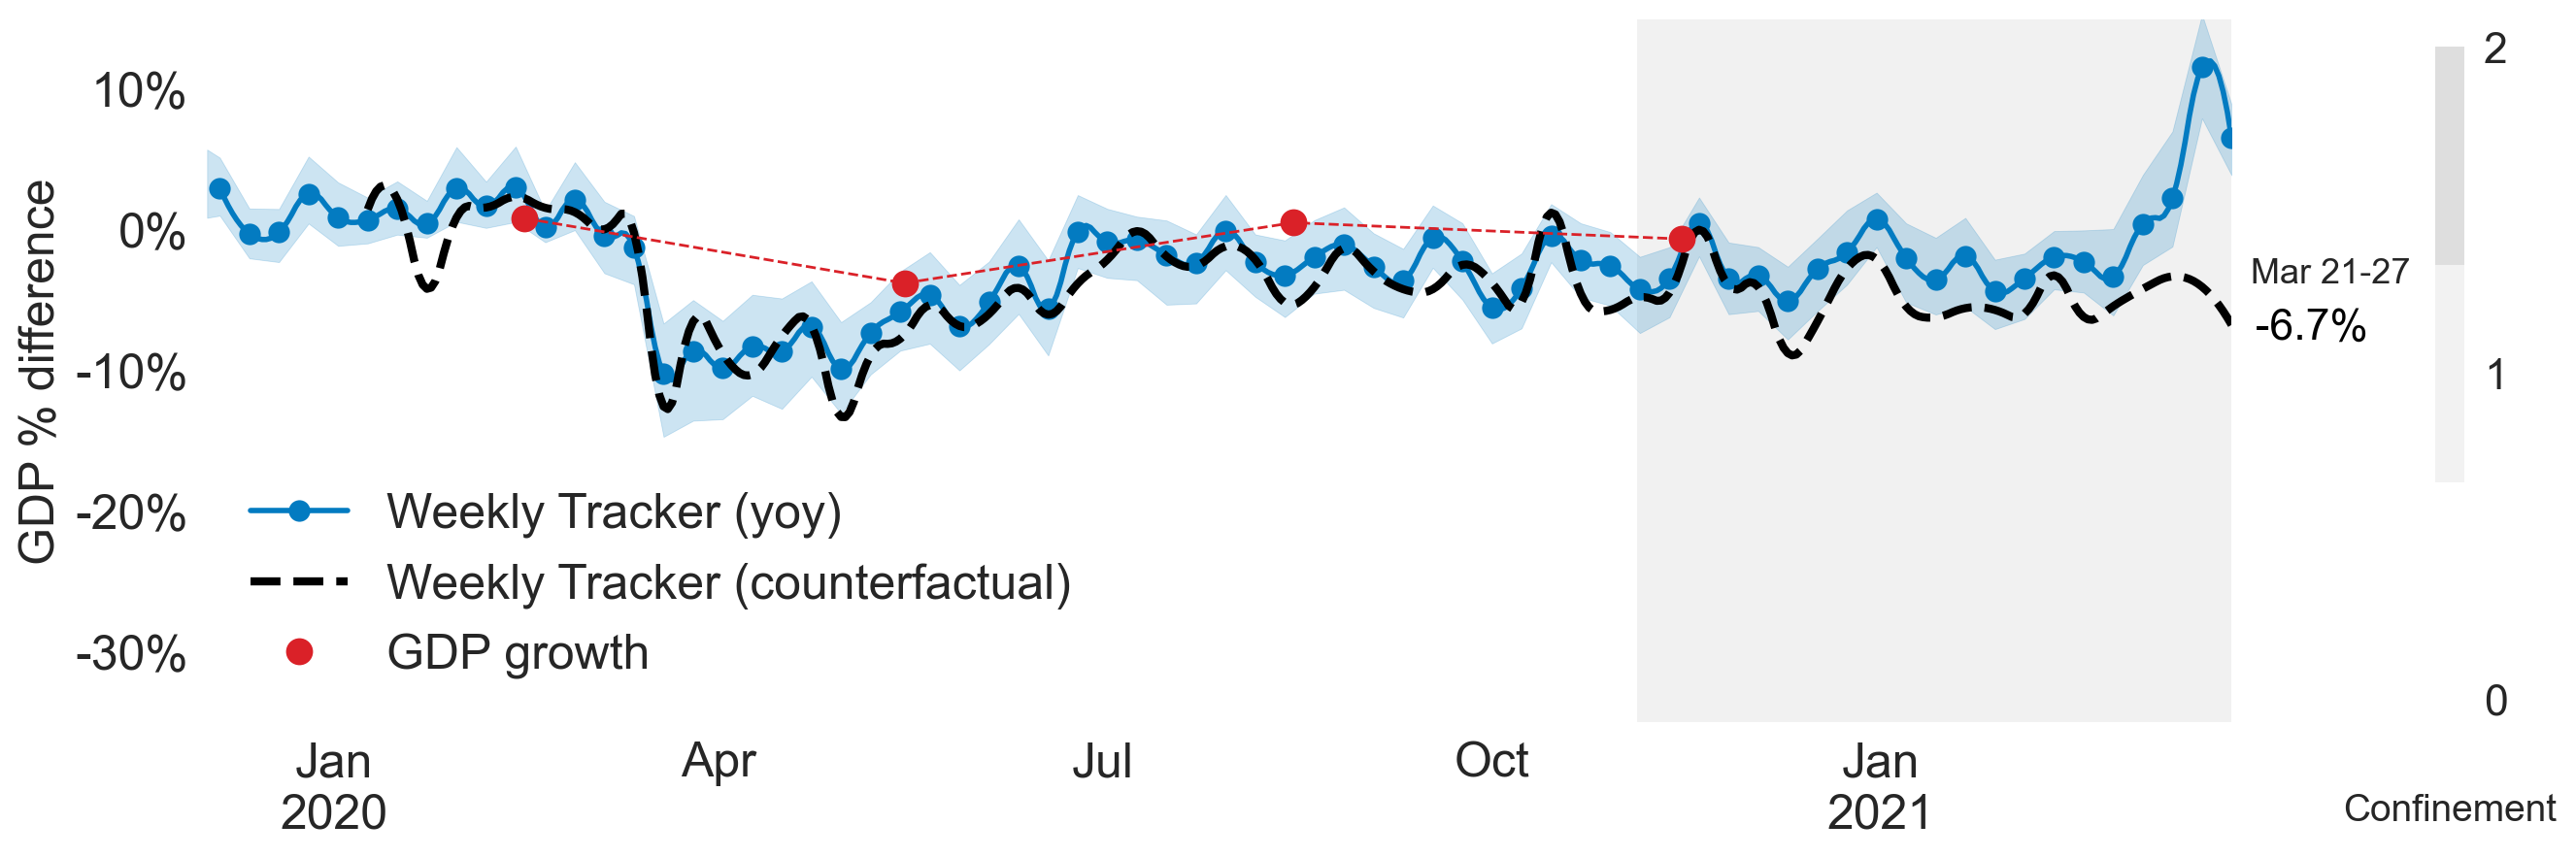 GDP % difference
10%
0%
-10%
-20%
-30%
Weekly Tracker (yoy)
Weekly Tracker (counterfactual)
GDP growth
Jan
2020
Apr
Jul
Oct
Jan
2021
Mar 21-27
-6.7%
2
1
0
Confinement